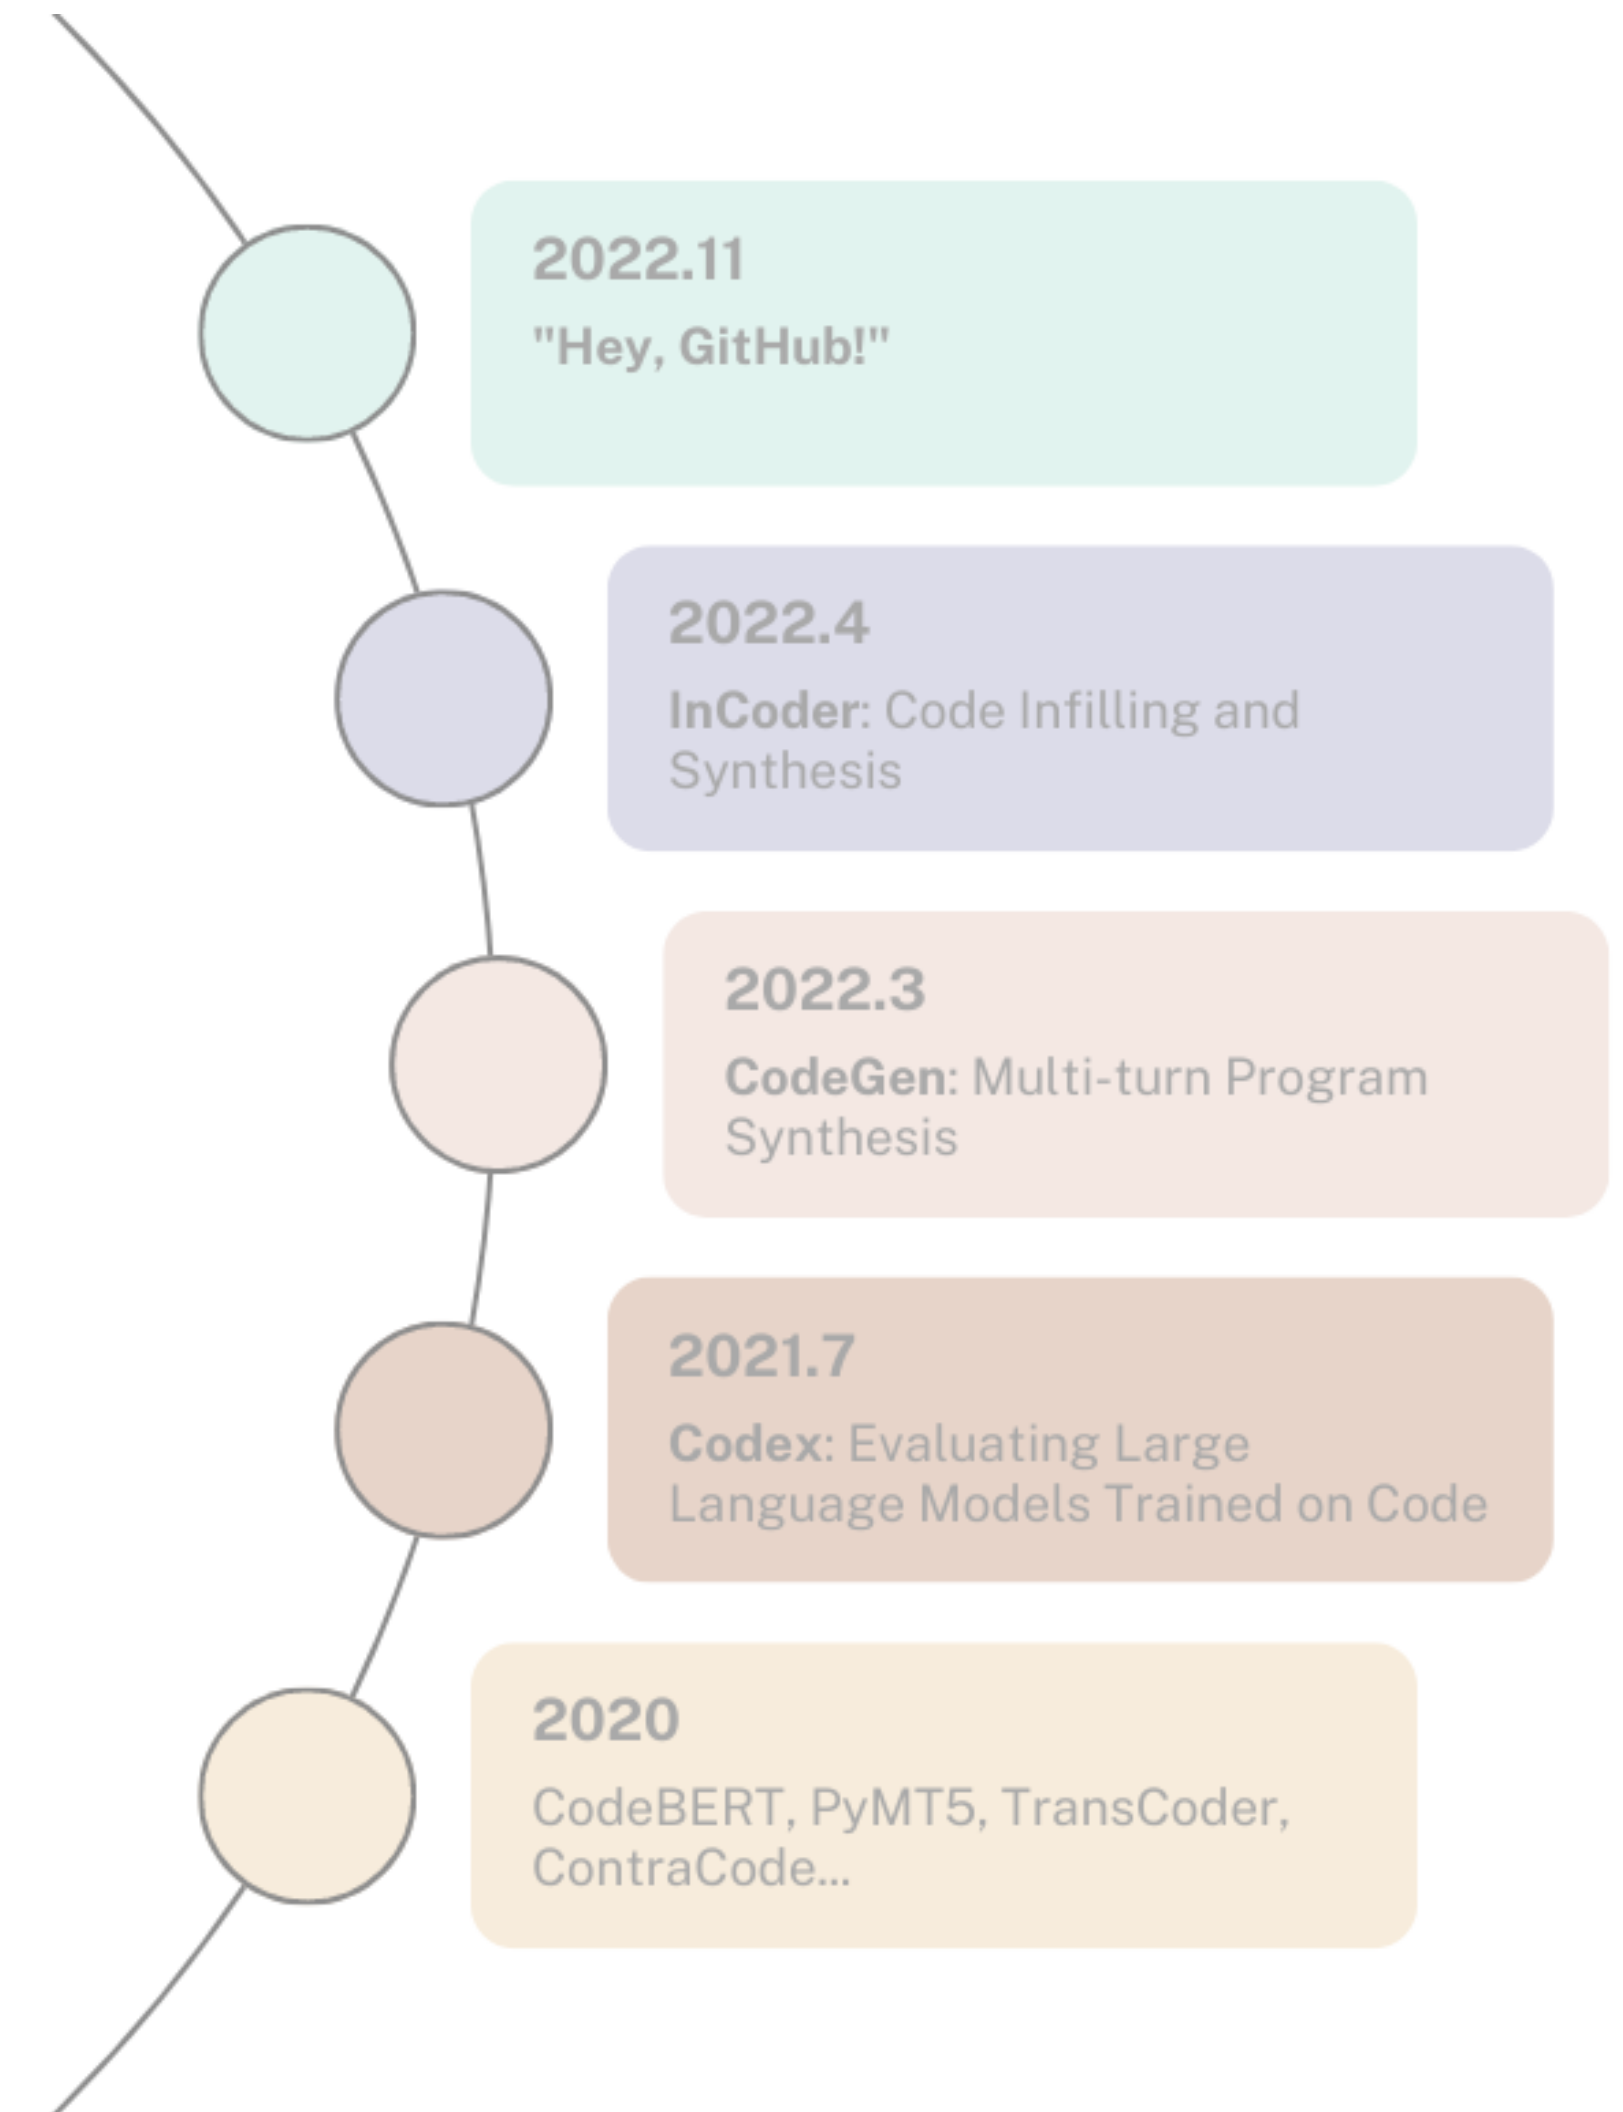 2022.11
"Hey, GitHub!"
2022.4
InCoder: Code Infilling and
Synthesis
2022.3
CodeGen: Multi-turn Program
Synthesis
2021.7
Codex: Evaluating Large
Language Models Trained on Code
2020
CodeBERT, PyMT5, TransCoder,
ContraCode...